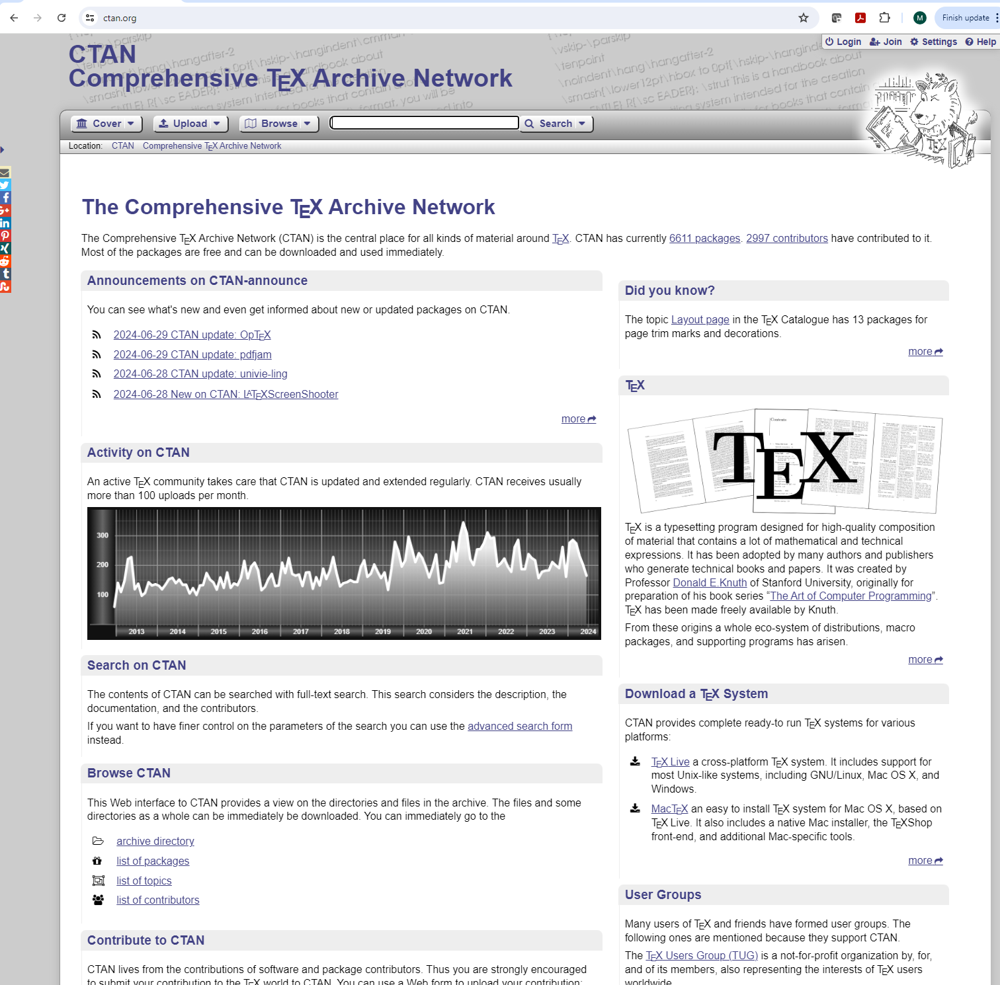 ctan.org
M
Finish update
Login Join Settings Help
CTAN
Comprehensive TEX Archive Network
Cover Upload Browse Search
Location: CTAN Comprehensive TEX Archive Network
The Comprehensive TEX Archive Network
The Comprehensive TEX Archive Network (CTAN) is the central place for all kinds of material around TEX. CTAN has currently 6611 packages. 2997 contributors have contributed to it.
Most of the packages are free and can be downloaded and used immediately.
Announcements on CTAN-announce
You can see what's new and even get informed about new or updated packages on CTAN.
2024-06-29 CTAN update: OpTEX
2024-06-29 CTAN update: pdfjam
2024-06-28 CTAN update: univie-ling
2024-06-28 New on CTAN: LATEXScreenShooter
more
Activity on CTAN
An active TEX community takes care that CTAN is updated and extended regularly. CTAN receives usually
more than 100 uploads per month.
300
200
100
2013 2014 2015 2016 2017 2018 2019 2020 2021 2022 2023 2024
Search on CTAN
The contents of CTAN can be searched with full-text search. This search considers the description, the
documentation, and the contributors.
If you want to have finer control on the parameters of the search you can use the advanced search form
instead.
Browse CTAN
This Web interface to CTAN provides a view on the directories and files in the archive. The files and some
directories as a whole can be immediately be downloaded. You can immediately go to the
archive directory
list of packages
list of topics
list of contributors
Contribute to CTAN
CTAN lives from the contributions of software and package contributors. Thus you are strongly encouraged
to submit your contribution to the TEX world to CTAN. You can use a Web form to upload your contribution:
Did you know?
The topic Layout page in the TEX Catalogue has 13 packages for
page trim marks and decorations.
more
TEX
Contents
TEX
TEX is a typesetting program designed for high-quality composition
of material that contains a lot of mathematical and technical
expressions. It has been adopted by many authors and publishers
who generate technical books and papers. It was created by
Professor Donald E.Knuth of Stanford University, originally for
preparation of his book series “The Art of Computer Programming”.
TEX has been made freely available by Knuth.
From these origins a whole eco-system of distributions, macro
packages, and supporting programs has arisen.
more
Download a TEX System
CTAN provides complete ready-to run TEX systems for various
platforms:
TEX Live a cross-platform TEX system. It includes support for
most Unix-like systems, including GNU/Linux, Mac OS X, and
Windows.
MacTEX an easy to install TEX system for Mac OS X, based on
TEX Live. It also includes a native Mac installer, the TEXShop
front-end, and additional Mac-specific tools.
more
User Groups
Many users of TEX and friends have formed user groups. The
following ones are mentioned because they support CTAN.
The TEX Users Group (TUG) is a not-for-profit organization by, for,
and of its members, also representing the interests of TEX users
worldwide